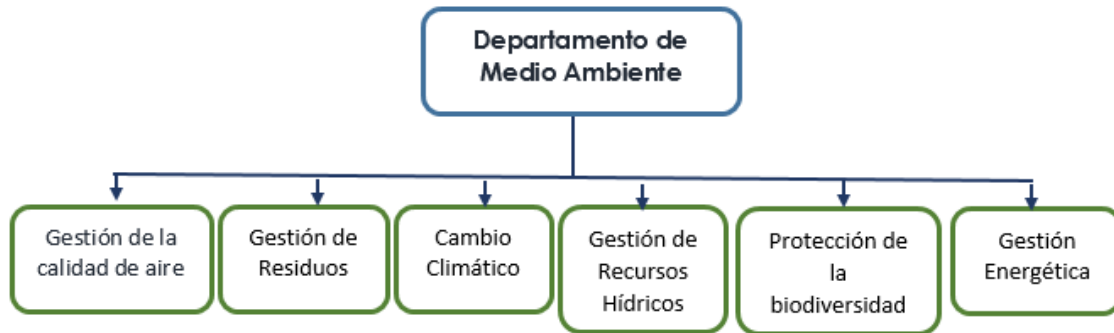 Departamento de
Medio Ambiente
Gestión de la
calidad de aire
Gestión de
Residuos
Cambio
Climático
Gestión de
Recursos
Hídricos
Protección de
la
biodiversidad
Gestión
Energética